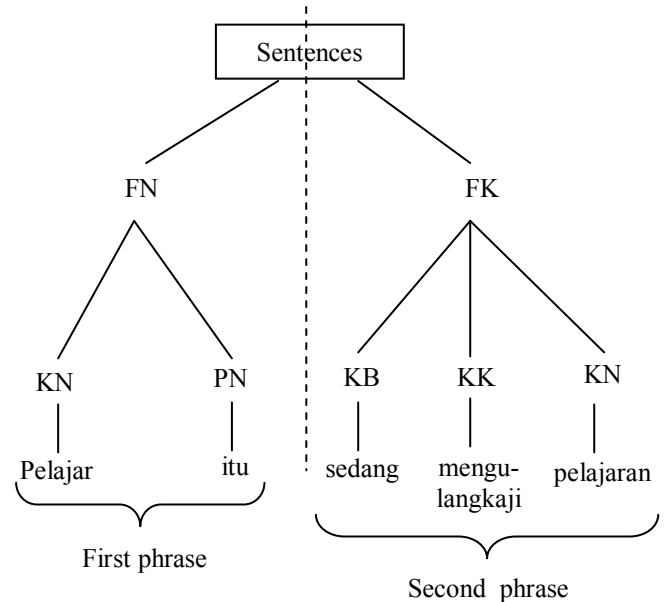 Sentences
FN FK
KN PN KB KK KN
Pelajar itu sedang mengu-
langkaji pelajaran
First phrase
Second phrase